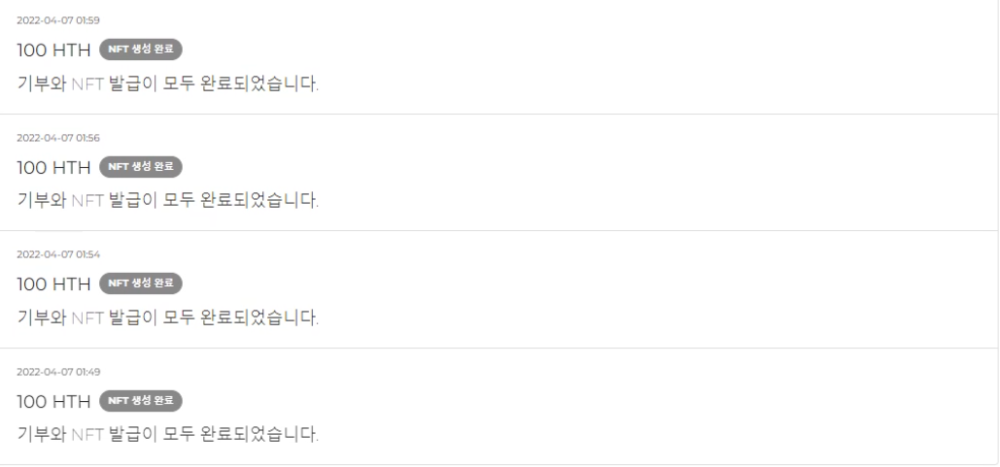 2022-04-07 01:59
100 HTH NFT 생성 완료
기부와 NFT 발급이 모두 완료되었습니다.
2022-04-07 01:56
100 HTH NFT 생성 완료
기부와 NFT 발급이 모두 완료되었습니다.
2022-04-07 01:54
100 HTH NFT 생성 완료
기부와 NFT 발급이 모두 완료되었습니다.
2022-04-07 01:49
100 HTH NFT 생성 완료
기부와 NFT 발급이 모두 완료되었습니다.